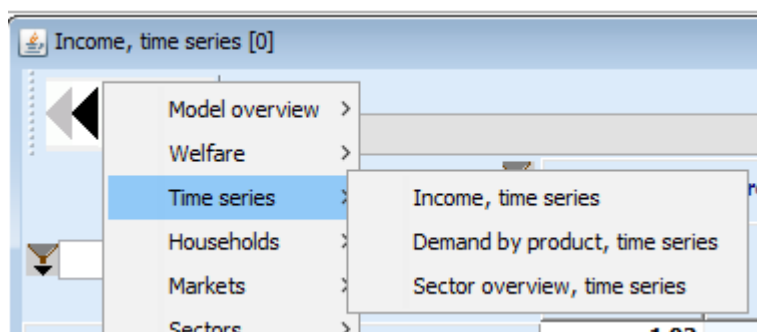 Income, time series [0]
Model overview
Welfare
Time series
Income, time series
Households
Demand by product, time series
Markets
Sector overview, time series
Sectors